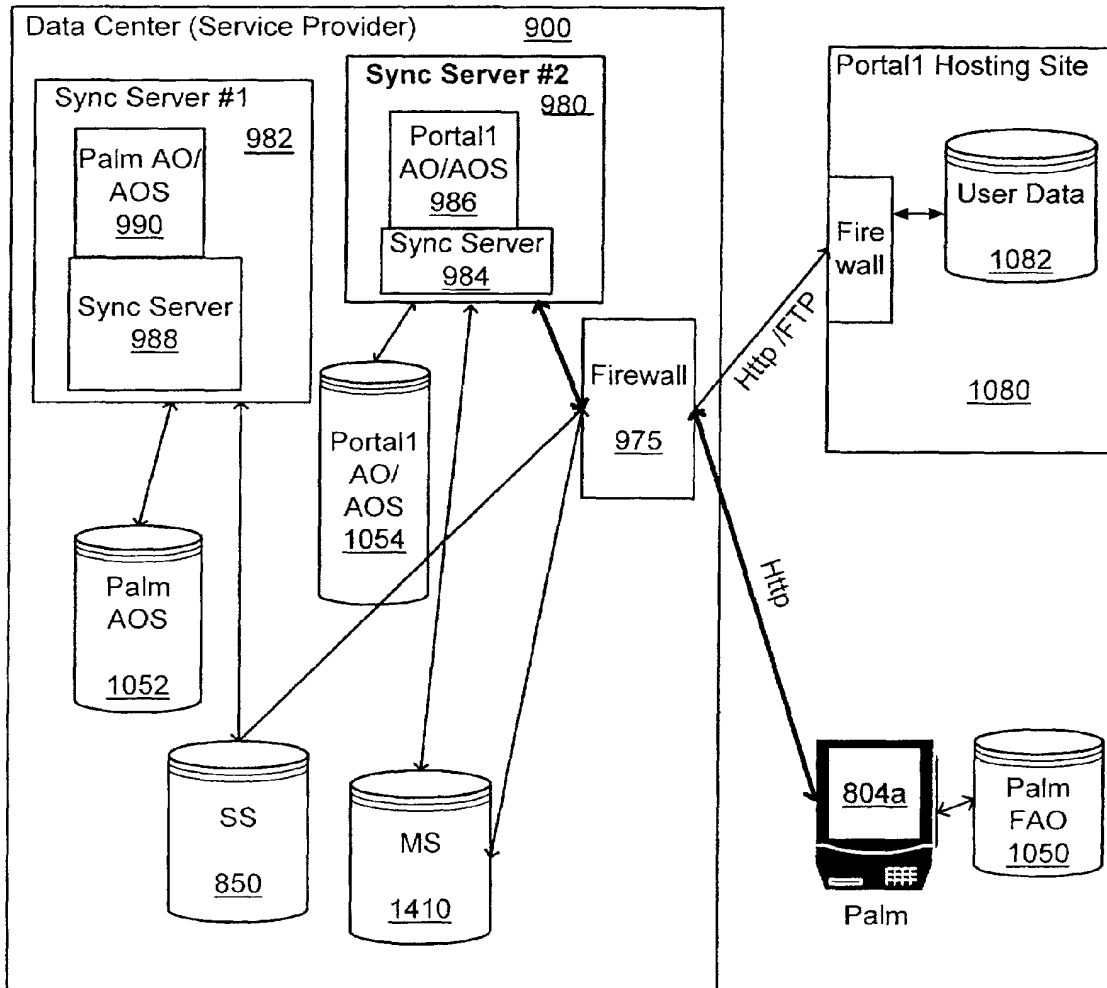 Data Center (Service Provider) 900
Sync Server #1
982
Palm AO/
AOS
990
Sync Server
988
Sync Server #2
980
Portal1
AO/AOS
986
Sync Server
984
Firewall
975
Portal1
AO/
AOS
1054
Palm
AOS
1052
SS
850
MS
1410
Http /FTP
Http
Portal1 Hosting Site
Fire
wall
User Data
1082
1080
804a
Palm
Palm
FAO
1050